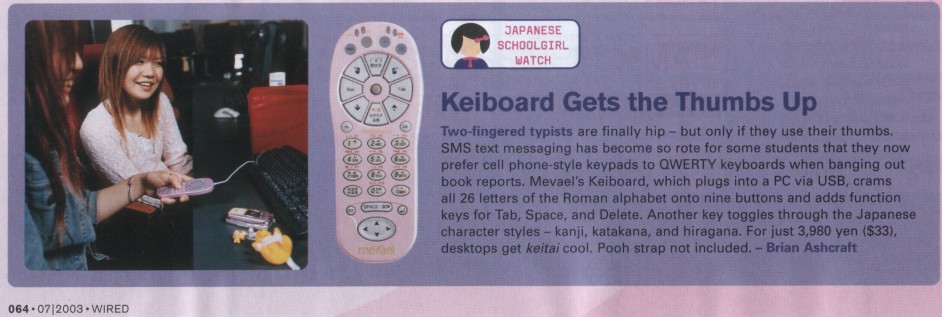 JAPANESE
SCHOOLGIRL
WATCH
Keiboard Gets the Thumbs Up
Two-fingered typists are finally hip – but only if they use their thumbs.
SMS text messaging has become so rote for some students that they now
prefer cell phone-style keypads to QWERTY keyboards when banging out
book reports. Mevael's Keiboard, which plugs into a PC via USB, crams
all 26 letters of the Roman alphabet onto nine buttons and adds function
keys for Tab, Space, and Delete. Another key toggles through the Japanese
character styles – kanji, katakana, and hiragana. For just 3,980 yen ($33),
desktops get keitai cool. Pooh strap not included. – Brian Ashcraft
mevael
064 • 07|2003 • WIRED